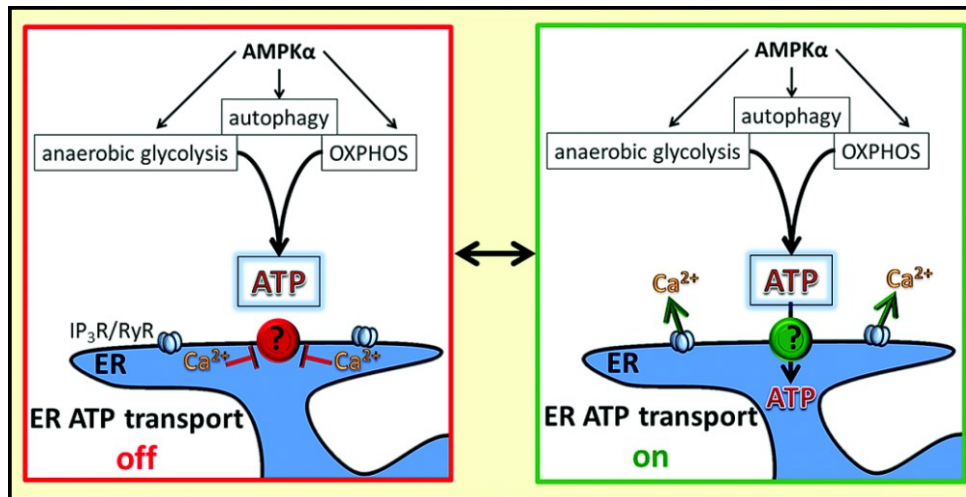 AMPKα
autophagy
anaerobic glycolysis
OXPHOS
ATP
IP₃R/RyR
?
ER
Ca²⁺
Ca²⁺
ER ATP transport
off
AMPKα
autophagy
anaerobic glycolysis
OXPHOS
ATP
Ca²⁺
Ca²⁺
?
ER
ATP
ER ATP transport
on